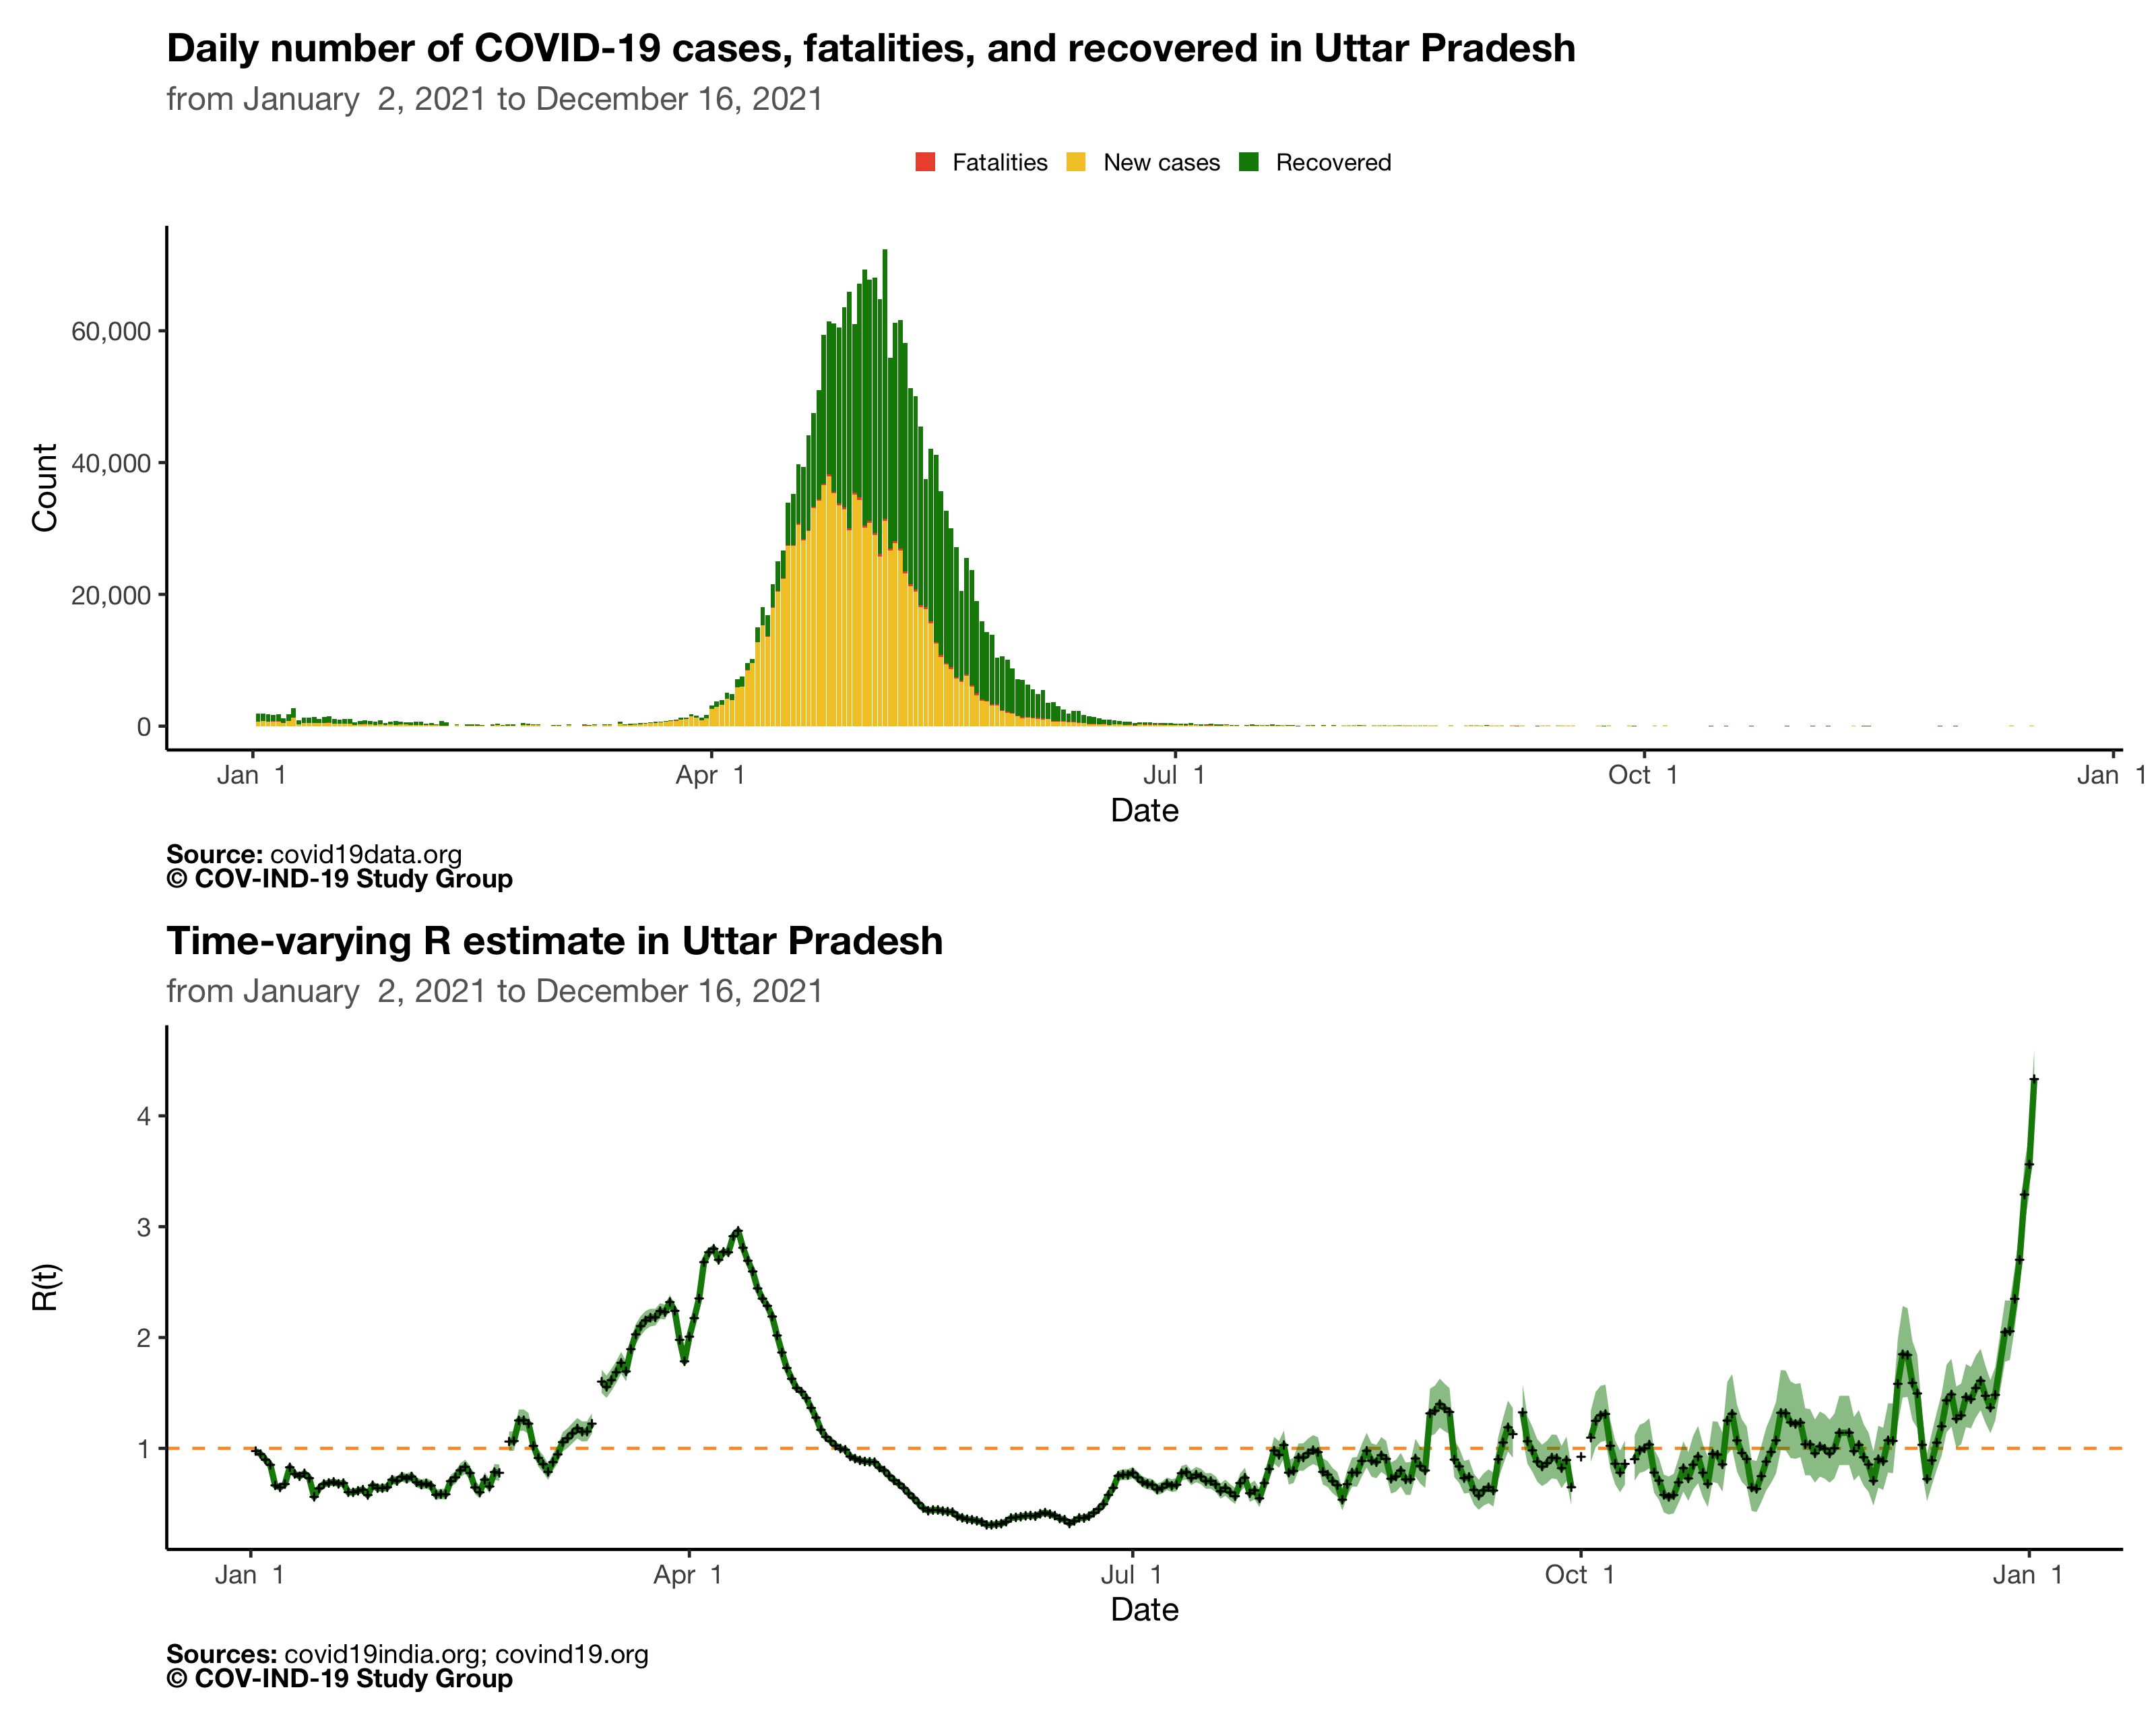 Daily number of COVID-19 cases, fatalities, and recovered in Uttar Pradesh
from January  2, 2021 to December 16, 2021
Fatalities New cases Recovered
Count
60,000
40,000
20,000
0
Jan  1 Apr  1 Jul  1 Oct  1 Jan  1
Date
Source: covid19data.org
© COV-IND-19 Study Group
Time-varying R estimate in Uttar Pradesh
from January  2, 2021 to December 16, 2021
R(t)
4
3
2
1
Jan  1 Apr  1 Jul  1 Oct  1 Jan  1
Date
Sources: covid19india.org; covind19.org
© COV-IND-19 Study Group